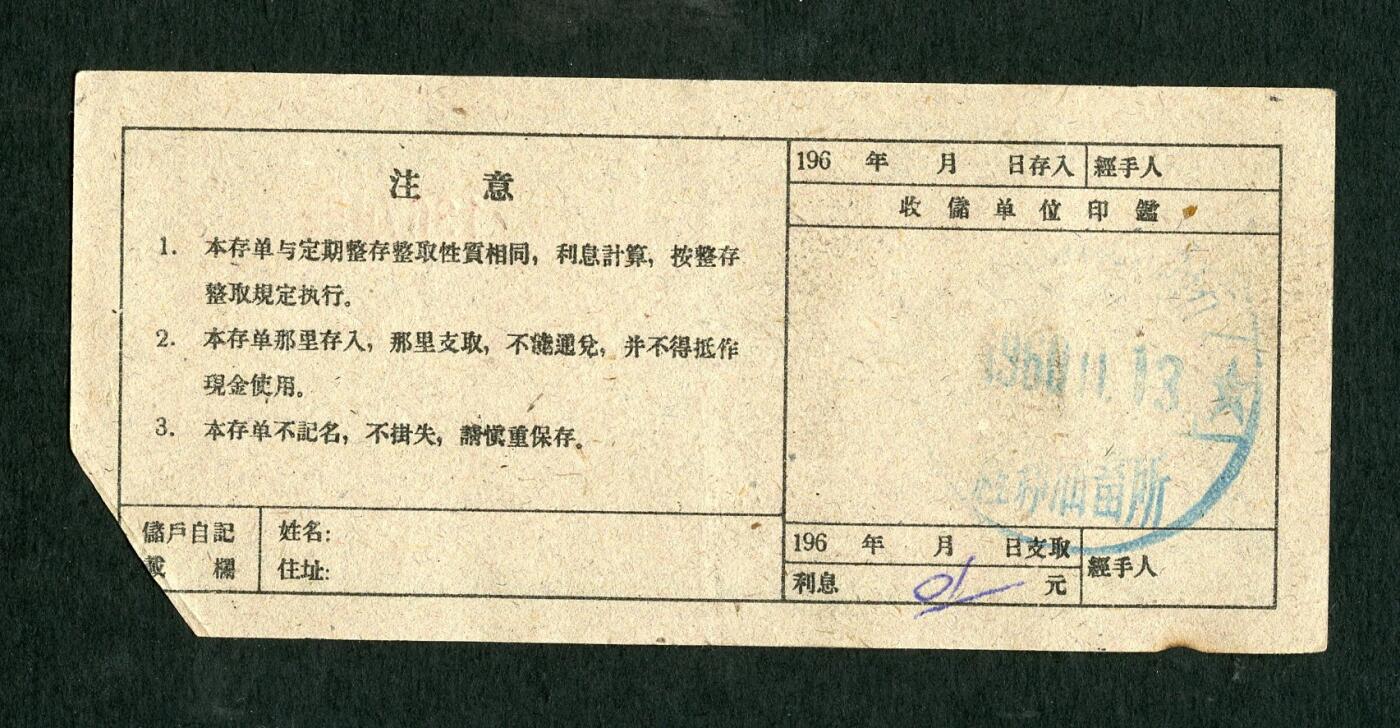 注 意
1. 本存单与定期整存整取性質相同，利息計算，按整存
整取規定执行。
2. 本存单那里存入，那里支取，不能通兌，并不得抵作
現金使用。
3. 本存单不記名，不掛失，請慎重保存。
儲戶自記
載 欄
姓名：
住址：
196 年 月 日存入
經手人
收儲单位印鑑
1960 11. 13
所
196 年 月 日支取
經手人
利息 元